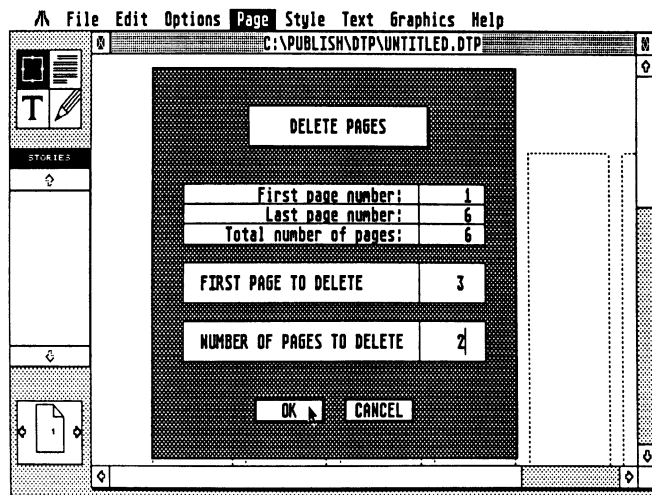 File Edit Options Page Style Text Graphics Help
C:\PUBLISH\DTP\UNTITLED.DTP
T
DELETE PAGES
STORIES
First page number: 1
Last page number: 6
Total number of pages: 6
FIRST PAGE TO DELETE 3
NUMBER OF PAGES TO DELETE 2
OK CANCEL
1